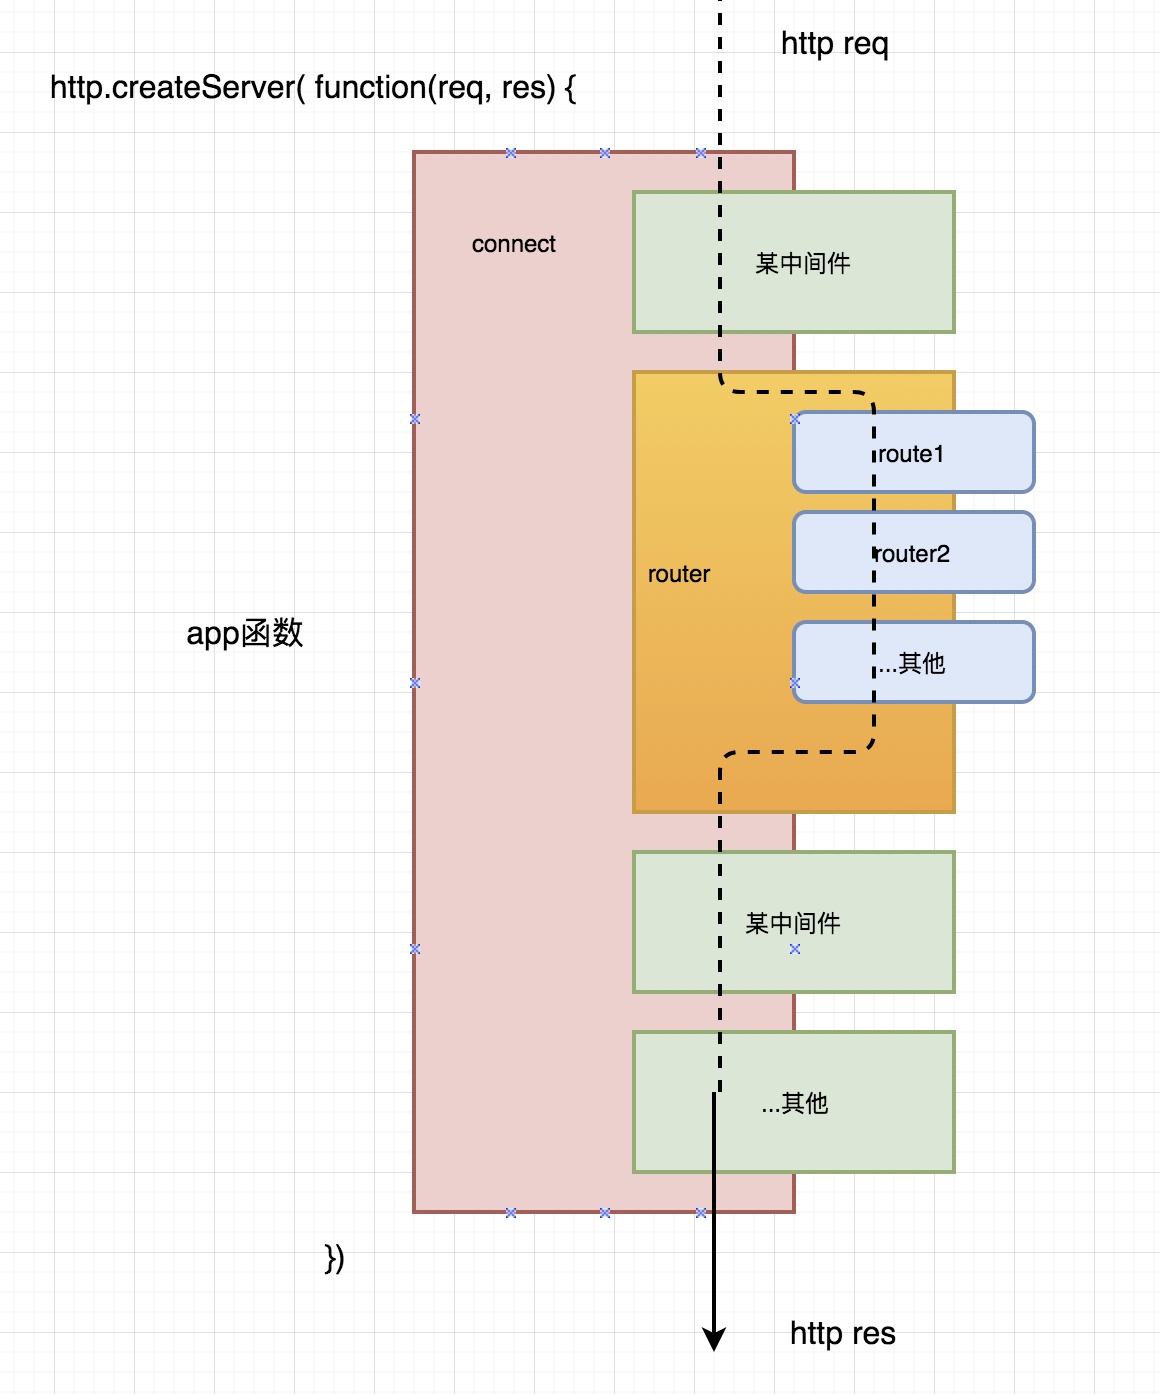 http req
http.createServer( function(req, res) {
connect
某中间件
route1
router2
router
app函数
...其他
某中间件
...其他
})
http res